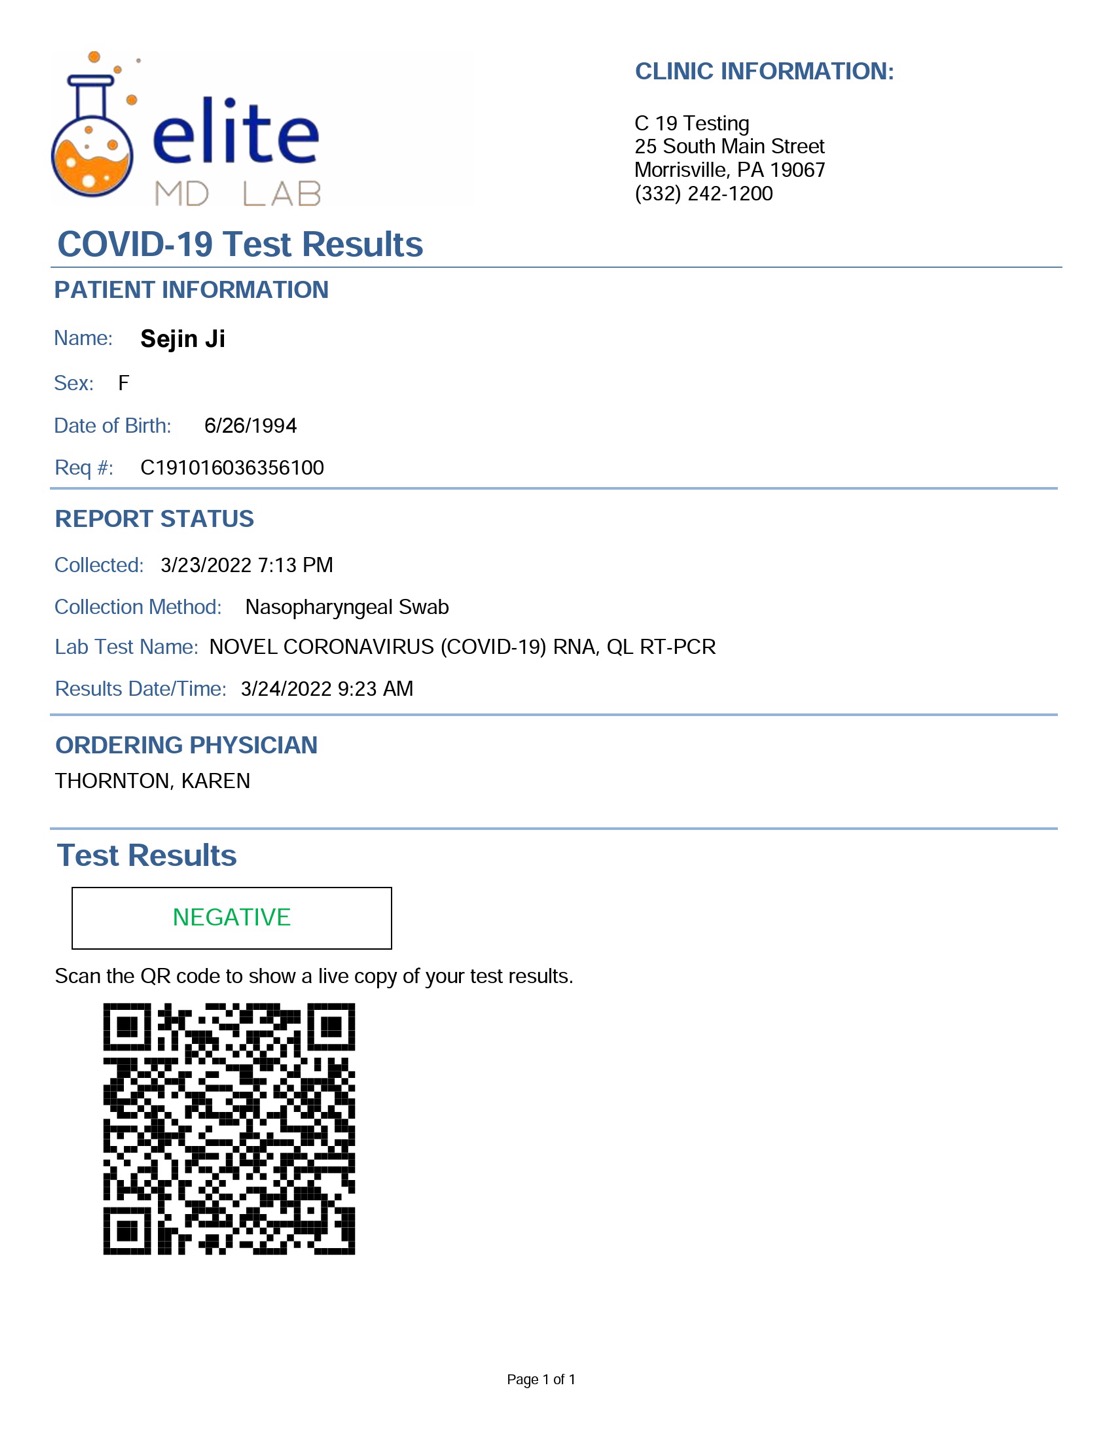 elite
MD LAB
CLINIC INFORMATION:
C 19 Testing
25 South Main Street
Morrisville, PA 19067
(332) 242-1200
COVID-19 Test Results
PATIENT INFORMATION
Name: Sejin Ji
Sex: F
Date of Birth: 6/26/1994
Req #: C191016036356100
REPORT STATUS
Collected: 3/23/2022 7:13 PM
Collection Method: Nasopharyngeal Swab
Lab Test Name: NOVEL CORONAVIRUS (COVID-19) RNA, QL RT-PCR
Results Date/Time: 3/24/2022 9:23 AM
ORDERING PHYSICIAN
THORNTON, KAREN
Test Results
NEGATIVE
Scan the QR code to show a live copy of your test results.
Page 1 of 1